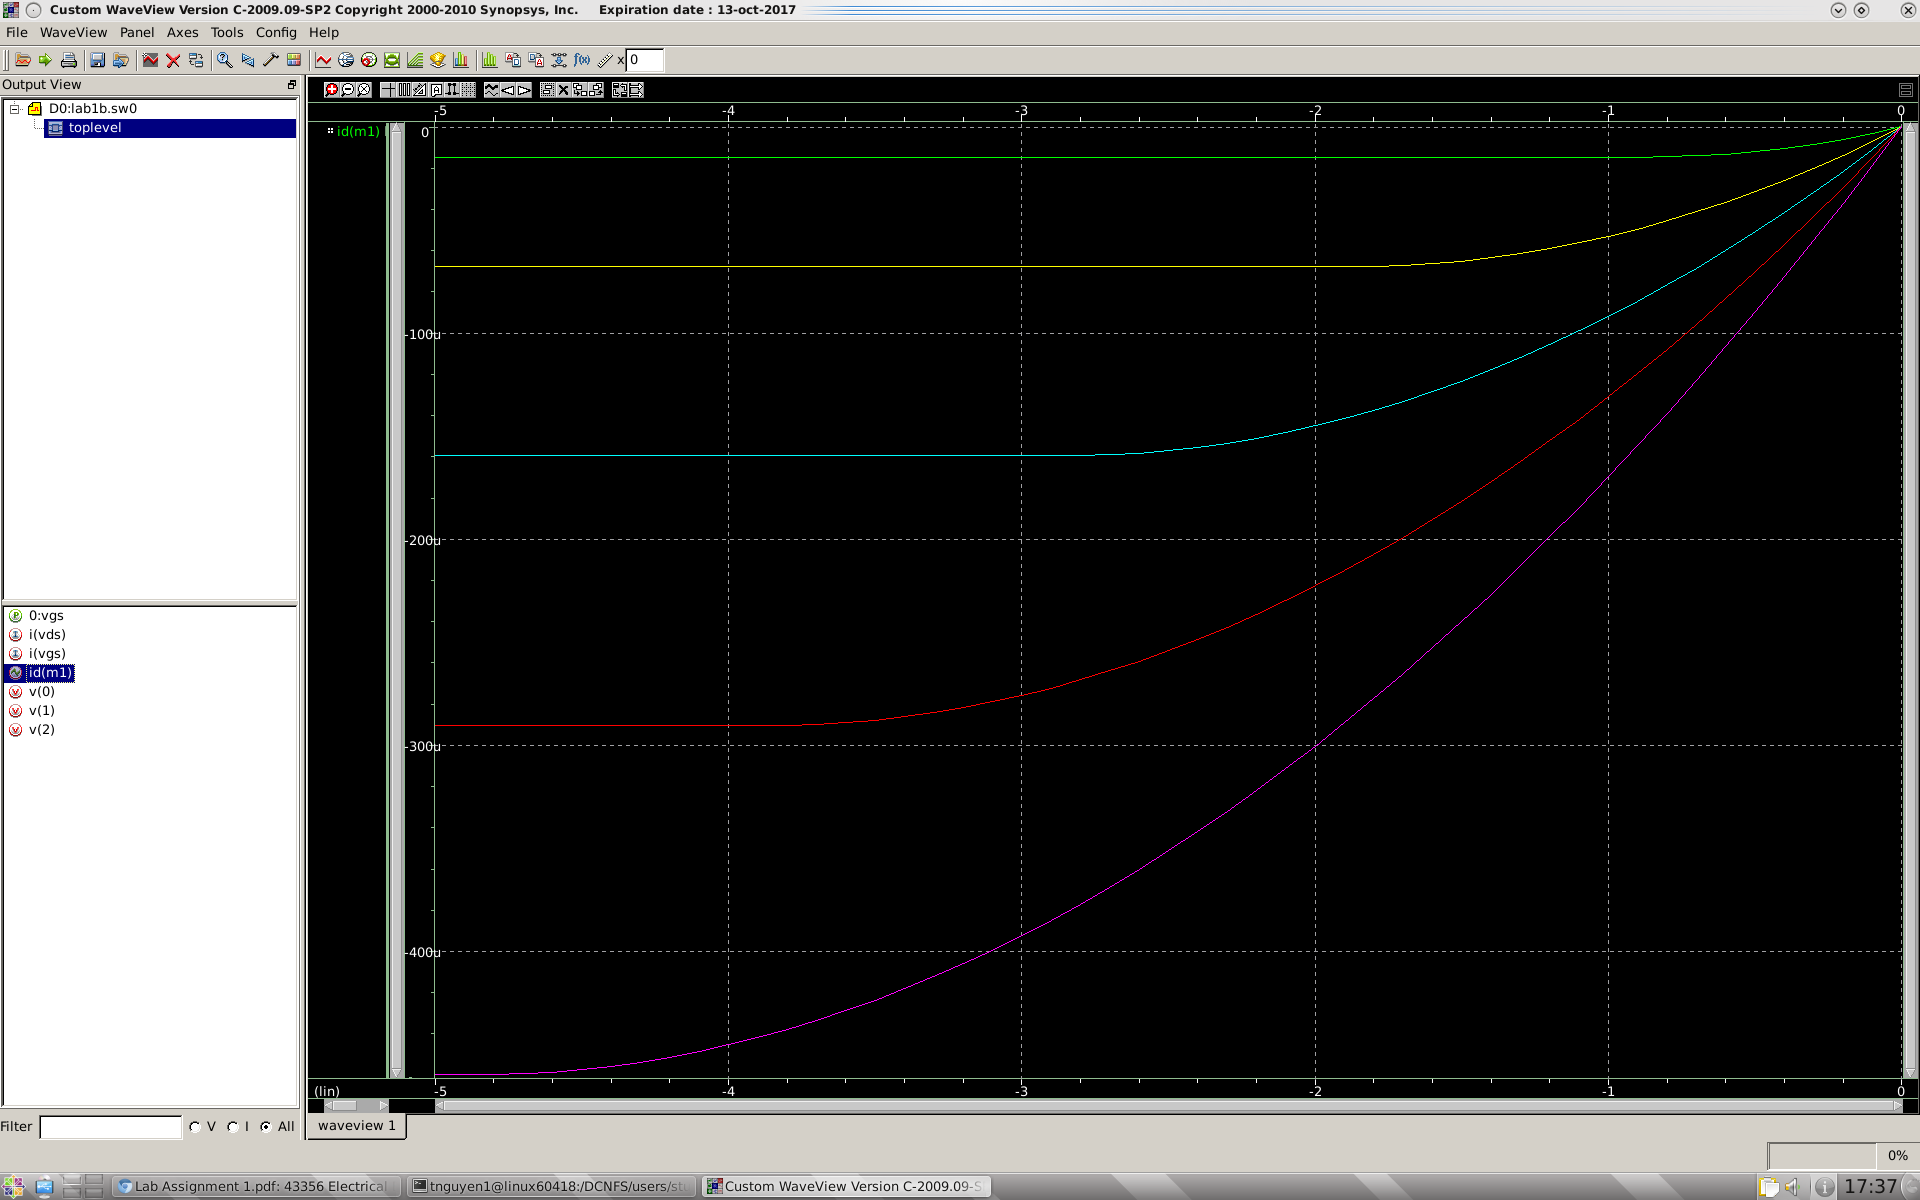 Custom WaveView Version C-2009.09-SP2 Copyright 2000-2010 Synopsys, Inc. Expiration date : 13-oct-2017
File WaveView Panel Axes Tools Config Help
x 0
Output View
D0:lab1b.sw0
toplevel
-5 -4 -3 -2 -1 0
id(m1)
0
-100u
-200u
-300u
-400u
0:vgs
i(vds)
i(vgs)
id(m1)
v(0)
v(1)
v(2)
(lin) -5 -4 -3 -2 -1 0
Filter V I All
waveview 1
0%
Lab Assignment 1.pdf: 43356 Electrical
tnguyen1@linux60418:/DCNFS/users/st
Custom WaveView Version C-2009.09-S
17:37